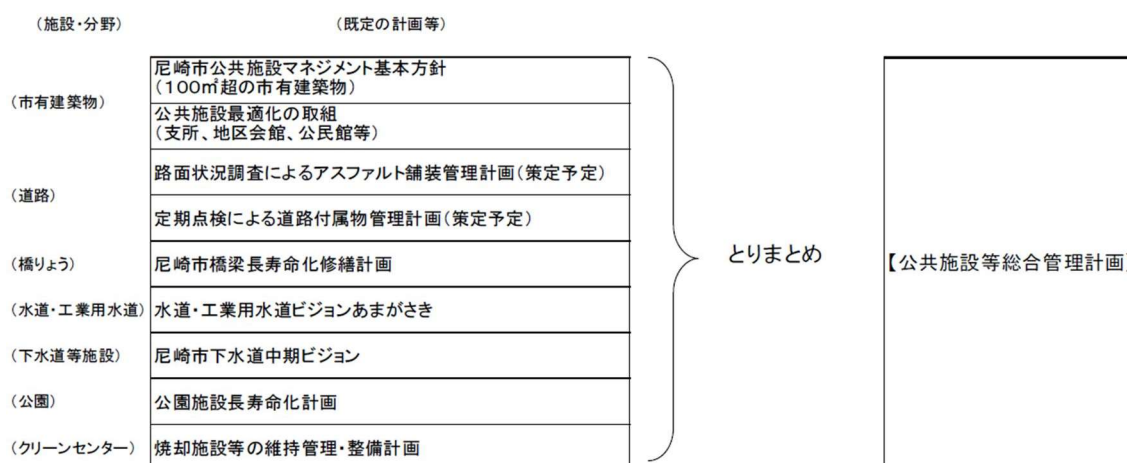 (施設・分野)
(既定の計画等)
(市有建築物)
尼崎市公共施設マネジメント基本方針
(100㎡超の市有建築物)
公共施設最適化の取組
(支所、地区会館、公民館等)
(道路)
路面状況調査によるアスファルト舗装管理計画(策定予定)
定期点検による道路付属物管理計画(策定予定)
(橋りょう)
尼崎市橋梁長寿命化修繕計画
(水道・工業用水道)
水道・工業用水道ビジョンあまがさき
(下水道等施設)
尼崎市下水道中期ビジョン
(公園)
公園施設長寿命化計画
(クリーンセンター)
焼却施設等の維持管理・整備計画
とりまとめ
【公共施設等総合管理計画】